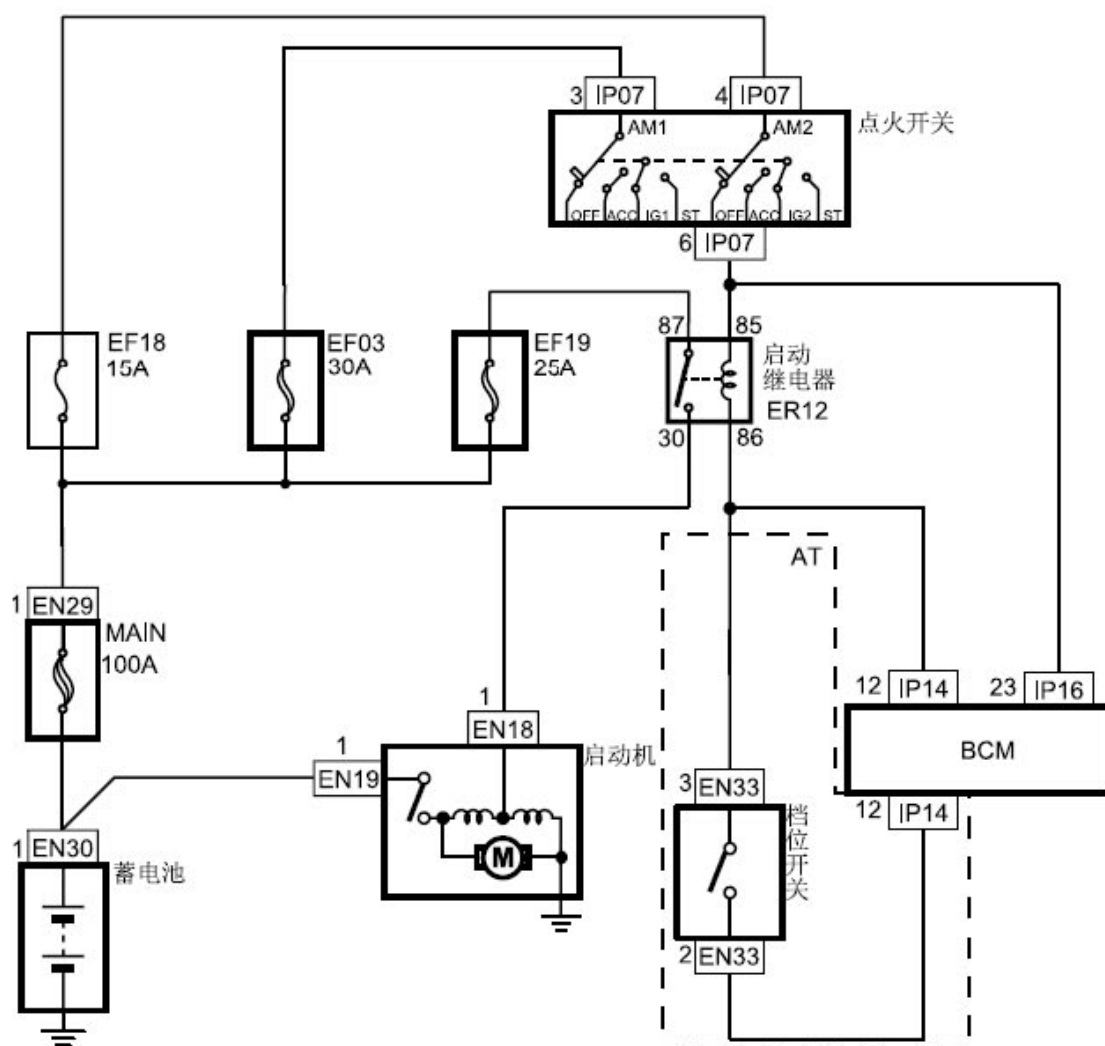 3 IP07
4 IP07
点火开关
AM1
AM2
OFF ACC IG1 ST OFF ACC IG2 ST
6 IP07
EF18
15A
EF03
30A
EF19
25A
87
85
启动
继电器
ER12
30
86
AT
1 EN29
MAIN
100A
12 IP14
23 IP16
1
EN18
启动机
BCM
1
EN19
3 EN33
12 IP14
档位开关
M
1 EN30
蓄电池
2 EN33